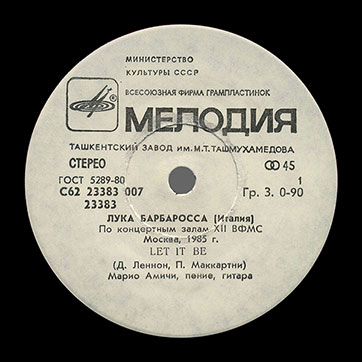 МИНИСТЕРСТВО
КУЛЬТУРЫ СССР
ВСЕСОЮЗНАЯ ФИРМА ГРАМПЛАСТИНОК
МЕЛОДИЯ
ТАШКЕНТСКИЙ ЗАВОД ИМ. М.Т. ТАШМУХАМЕДОВА
СТЕРЕО 45
ГОСТ 5289-80 1
С62 23383 007 Гр. 3. 0-90
23383
ЛУКА БАРБАРОССА (Италия)
По концертным залам XII ВФМС
Москва, 1985 г.
LET IT BE
(Д. Леннон, П. Маккартни)
Марио Амичи, пение, гитара